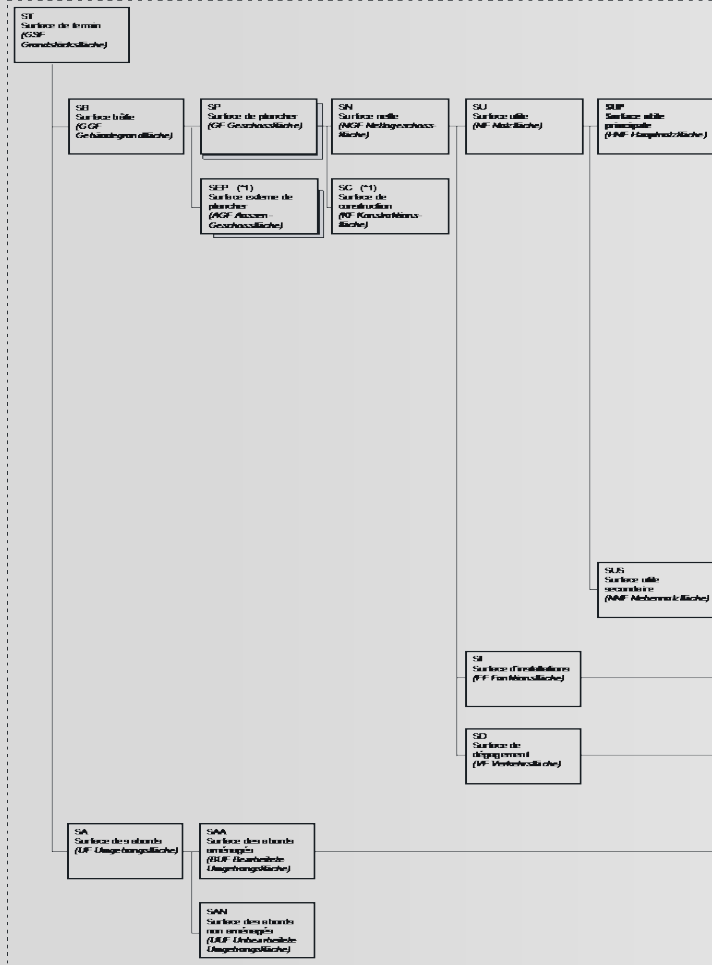 ST
Surface de terrain
(GSF
Grundstücksfläche)
SB
Surface bâtie
(GGF
Gebäudegrundfläche)
SP
Surface de plancher
(GF Geschossfläche)
SN
Surface nette
(NGF Nettogeschoss-
fläche)
SU
Surface utile
(NF Nutzfläche)
SUP
Surface utile
principale
(HNF Hauptnutzfläche)
SEP (*1)
Surface externe de
plancher
(AGF Aussen-
Geschossfläche)
SC (*1)
Surface de
construction
(KF Konstruktions-
fläche)
SUS
Surface utile
secondaire
(NNF Nebennutzfläche)
SI
Surface d'installations
(FF Funktionsfläche)
SD
Surface de
dégagement
(VF Verkehrsfläche)
SA
Surface des abords
(UF Umgebungsfläche)
SAA
Surface des abords
aménagés
(BUF Bearbeitete
Umgebungsfläche)
SAN
Surface des abords
non aménagés
(UUF Unbearbeitete
Umgebungsfläche)